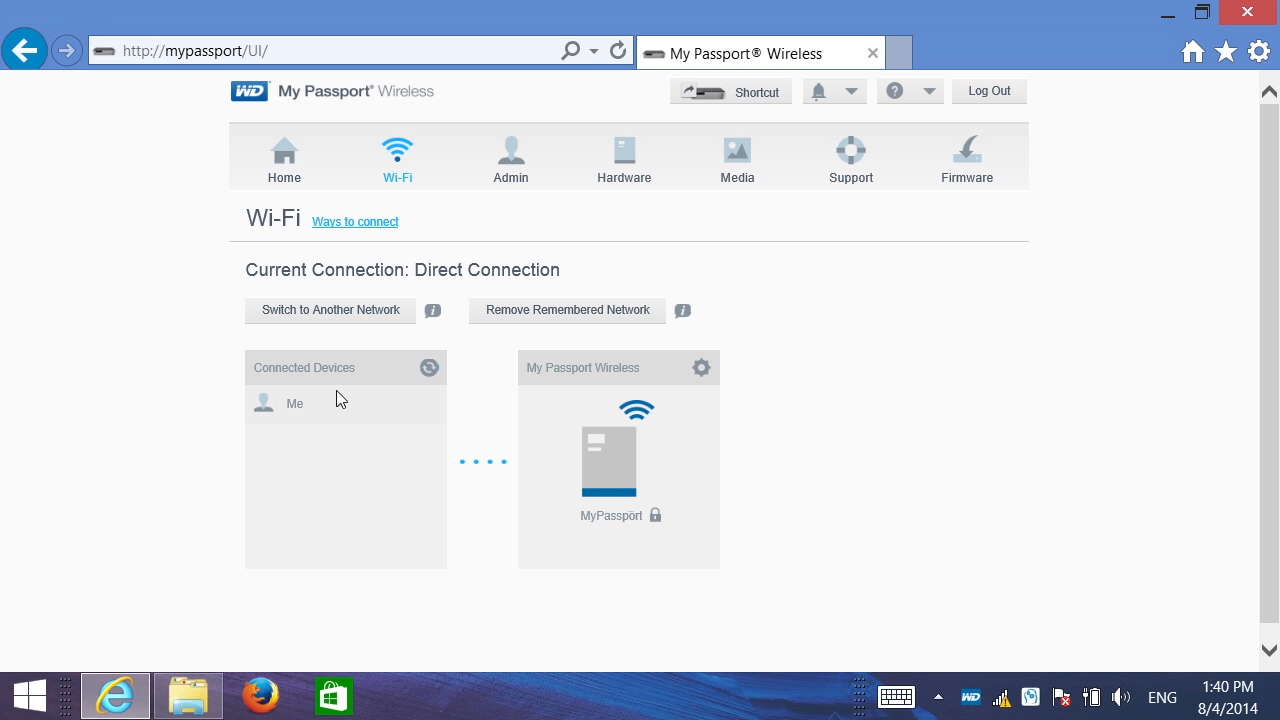 http://mypassport/UI/
My Passport® Wireless
WD My Passport® Wireless
Shortcut
Log Out
Home
Wi-Fi
Admin
Hardware
Media
Support
Firmware
Wi-Fi Ways to connect
Current Connection: Direct Connection
Switch to Another Network
Remove Remembered Network
Connected Devices
Me
My Passport Wireless
MyPassport
WD
ENG
1:40 PM
8/4/2014